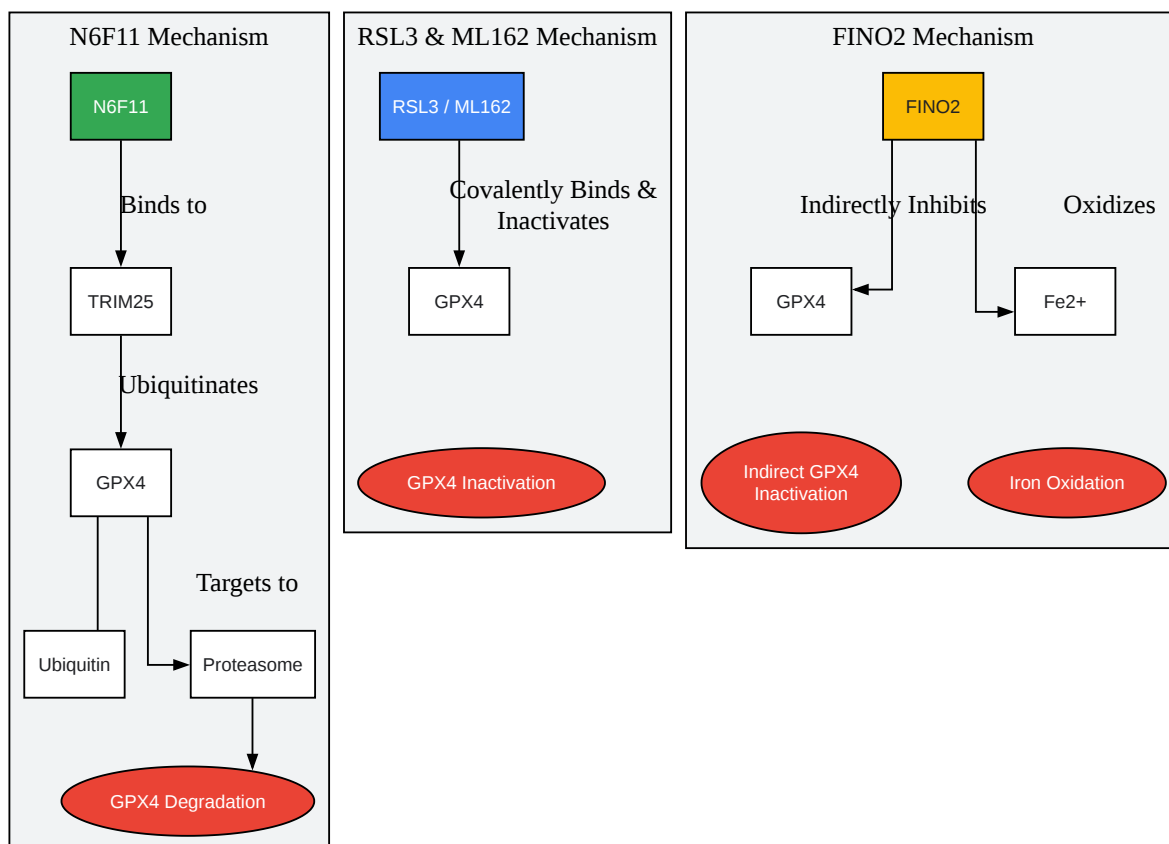 N6F11 Mechanism
N6F11
Binds to
TRIM25
Ubiquitinates
GPX4
Targets to
Ubiquitin
Proteasome
GPX4 Degradation
RSL3 & ML162 Mechanism
RSL3 / ML162
Covalently Binds &
Inactivates
GPX4
GPX4 Inactivation
FINO2 Mechanism
FINO2
Indirectly Inhibits
Oxidizes
GPX4
Fe2+
Indirect GPX4
Inactivation
Iron Oxidation